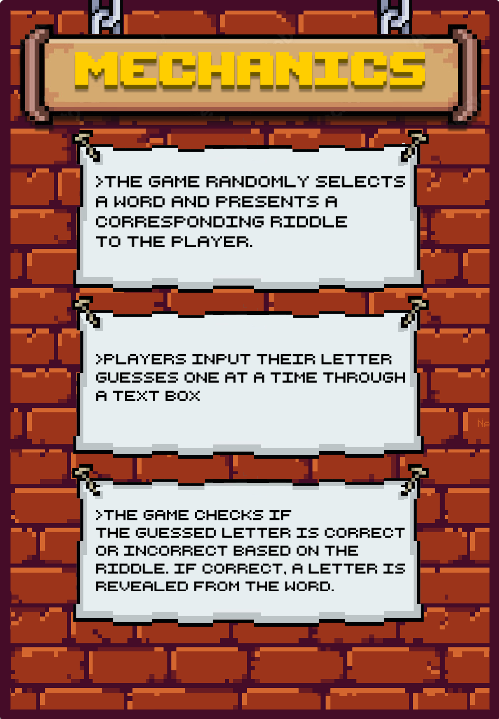 MECHANICS
>THE GAME RANDOMLY SELECTS
A WORD AND PRESENTS A
CORRESPONDING RIDDLE
TO THE PLAYER.
>PLAYERS INPUT THEIR LETTER
GUESSES ONE AT A TIME THROUGH
A TEXT BOX
>THE GAME CHECKS IF
THE GUESSED LETTER IS CORRECT
OR INCORRECT BASED ON THE
RIDDLE. IF CORRECT, A LETTER IS
REVEALED FROM THE WORD.